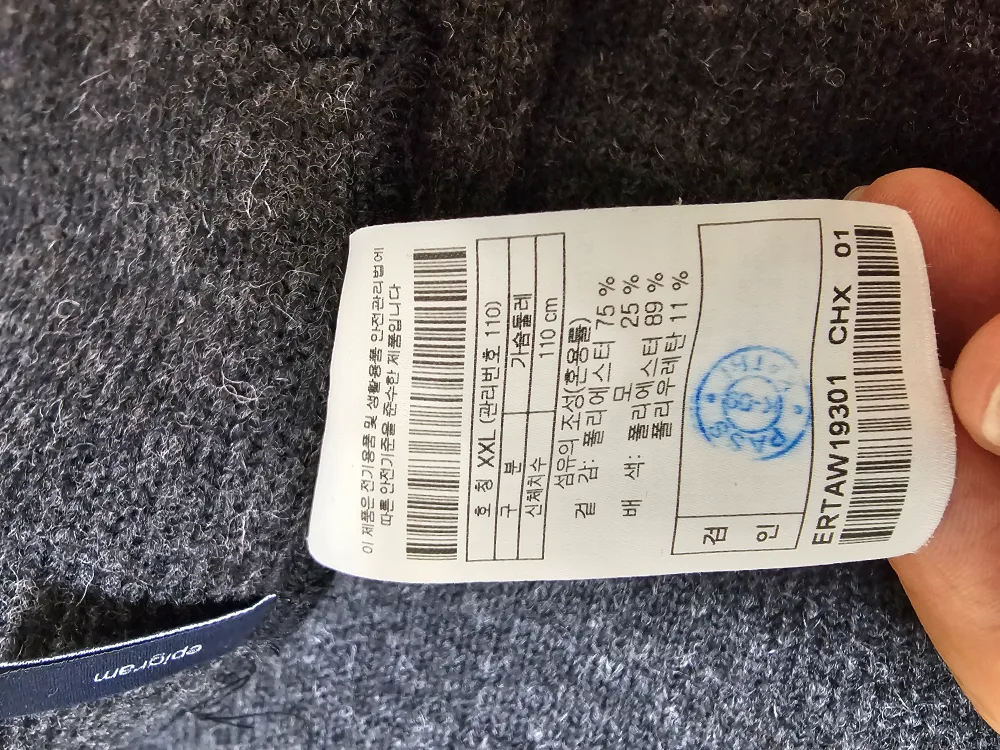 이 제품은 전기용품 및 생활용품 안전관리법에
따른 안전기준을 준수한 제품입니다
호 칭 XXL (관리번호 110)
구 분 가슴둘레
신체치수 110 cm
섬유의 조성(혼용률)
겉 감: 폴리에스터 75 %
모 25 %
배 색: 폴리에스터 89 %
폴리우레탄 11 %
검 인
ERTAW19301 CHX 01
epigram